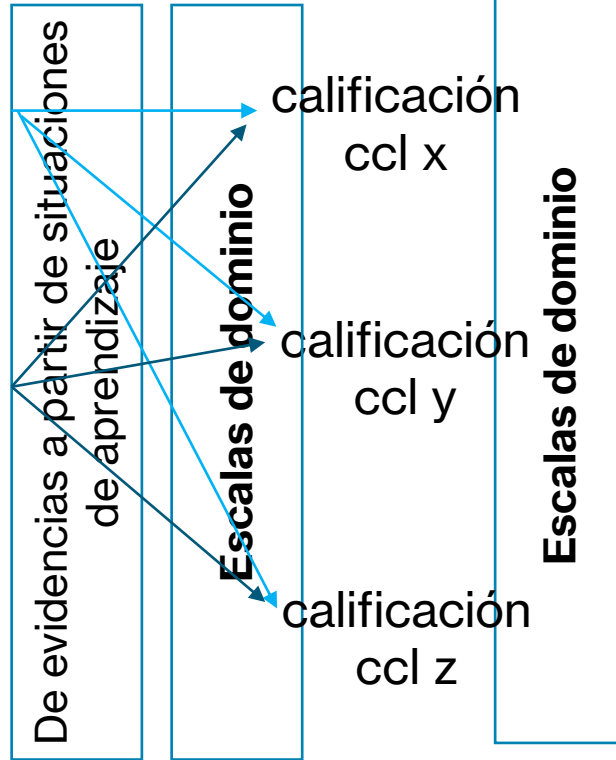 De evidencias a partir de situaciones
de aprendizaje
Escalas de dominio
calificación
ccl x
calificación
ccl y
calificación
ccl z
Escalas de dominio